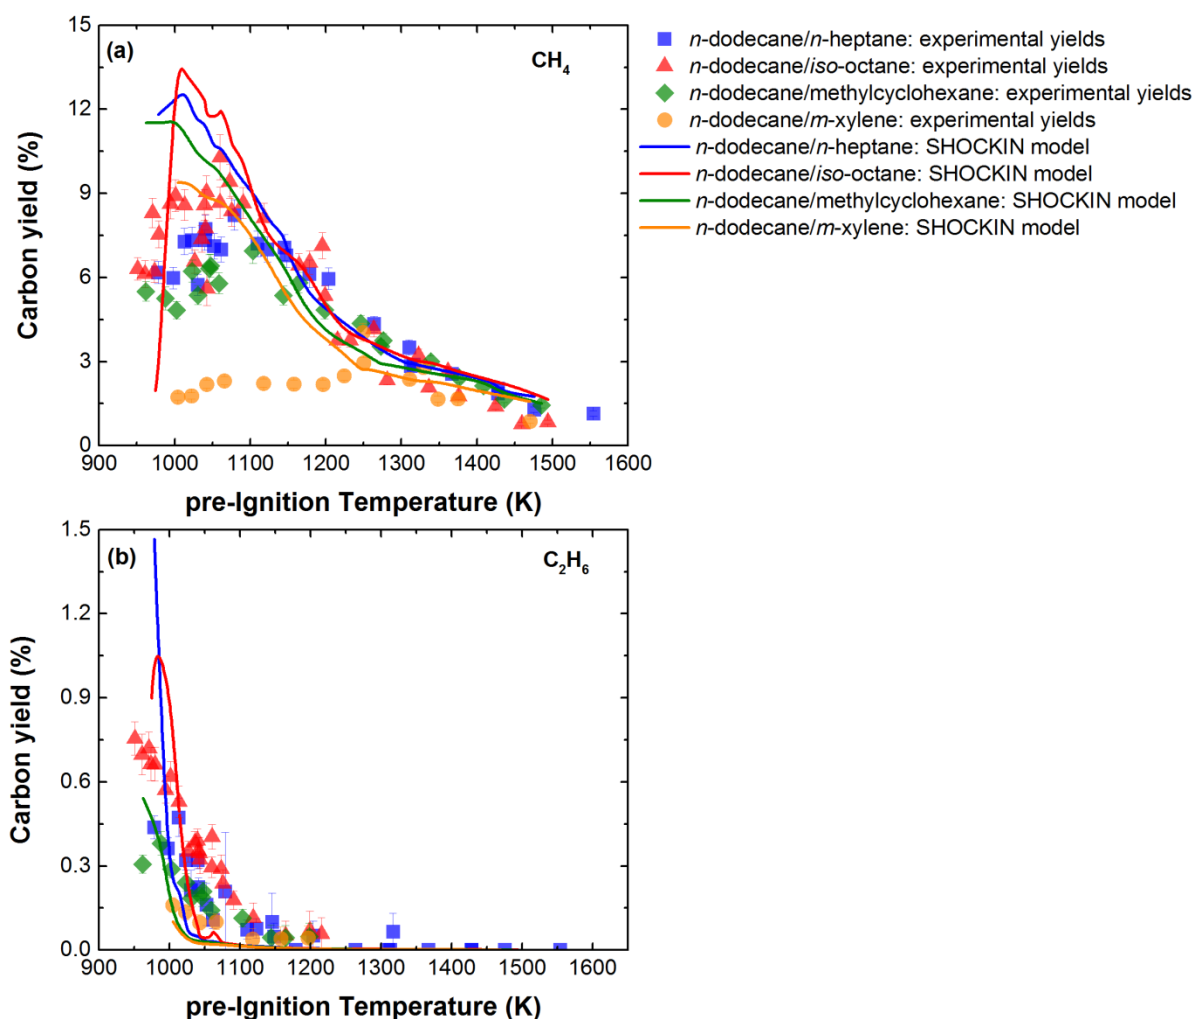 15
(a)
CH4
12
9
6
3
0
Carbon yield (%)
900 1000 1100 1200 1300 1400 1500 1600
pre-Ignition Temperature (K)
n-dodecane/n-heptane: experimental yields
n-dodecane/iso-octane: experimental yields
n-dodecane/methylcyclohexane: experimental yields
n-dodecane/m-xylene: experimental yields
n-dodecane/n-heptane: SHOCKIN model
n-dodecane/iso-octane: SHOCKIN model
n-dodecane/methylcyclohexane: SHOCKIN model
n-dodecane/m-xylene: SHOCKIN model
1.5
(b)
C2H6
1.2
0.9
0.6
0.3
0.0
Carbon yield (%)
900 1000 1100 1200 1300 1400 1500 1600
pre-Ignition Temperature (K)